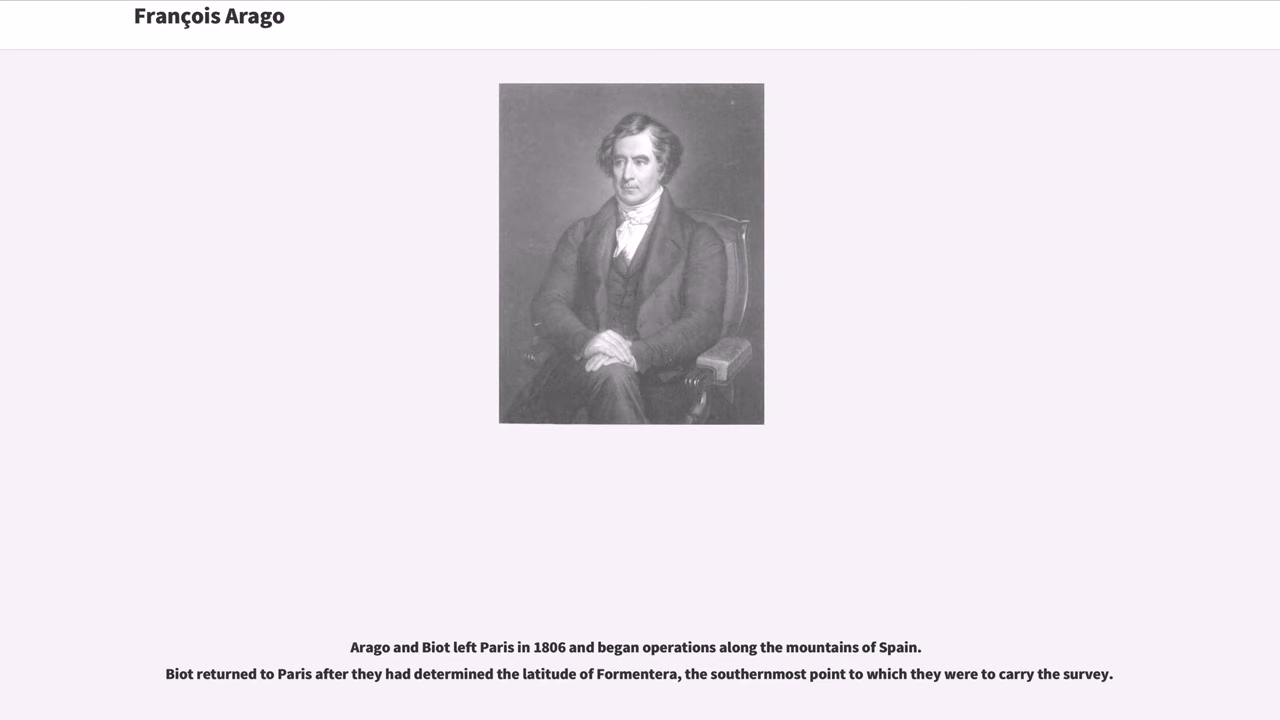 François Arago
Arago and Biot left Paris in 1806 and began operations along the mountains of Spain.
Biot returned to Paris after they had determined the latitude of Formentera, the southernmost point to which they were to carry the survey.